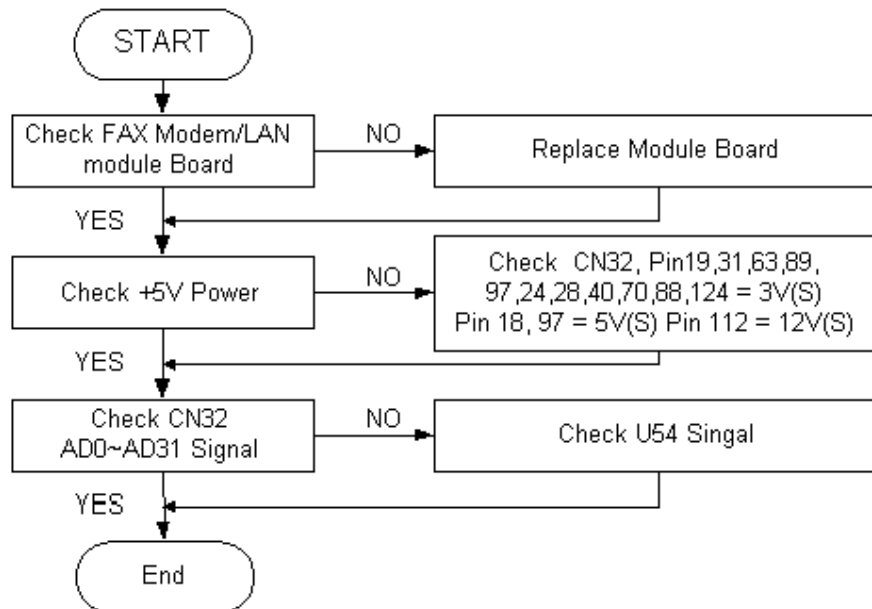 START
Check FAX Modem/LAN
module Board
NO
Replace Module Board
YES
Check +5V Power
NO
Check CN32, Pin19,31,63,89,
97,24,28,40,70,88,124 = 3V(S)
Pin 18, 97 = 5V(S) Pin 112 = 12V(S)
YES
Check CN32
AD0~AD31 Signal
NO
Check U54 Singal
YES
End